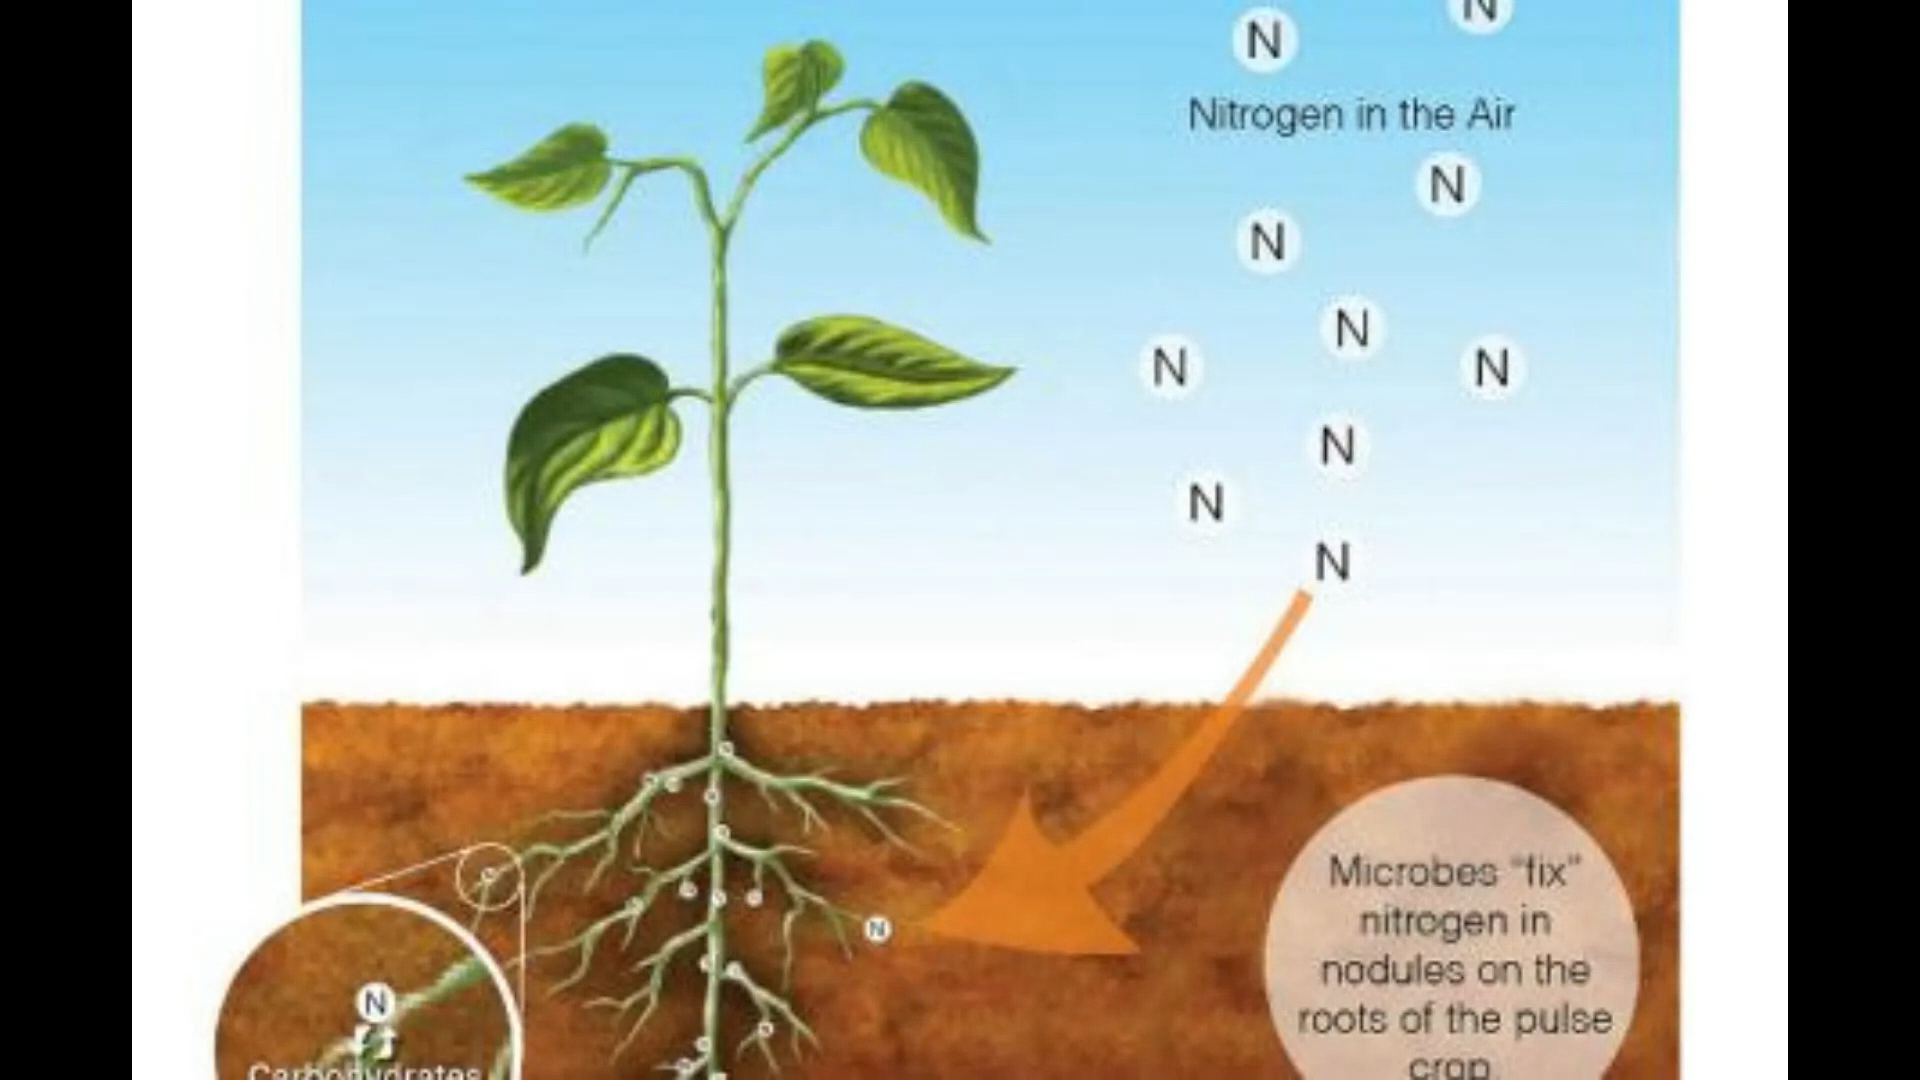 N
N
Nitrogen in the Air
N
N
N
N
N
N
N
N
N
N
Microbes "fix"
nitrogen in
nodules on the
roots of the pulse
crop
Carbohydrates